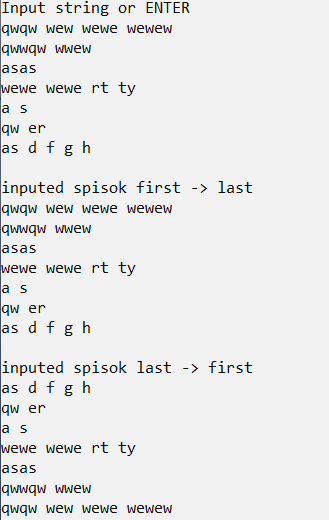 Input string or ENTER
qwqw wew wewe wewew
qwwqw wwew
asas
wewe wewe rt ty
a s
qw er
as d f g h
inputed spisok first -> last
qwqw wew wewe wewew
qwwqw wwew
asas
wewe wewe rt ty
a s
qw er
as d f g h
inputed spisok last -> first
as d f g h
qw er
a s
wewe wewe rt ty
asas
qwwqw wwew
qwqw wew wewe wewew